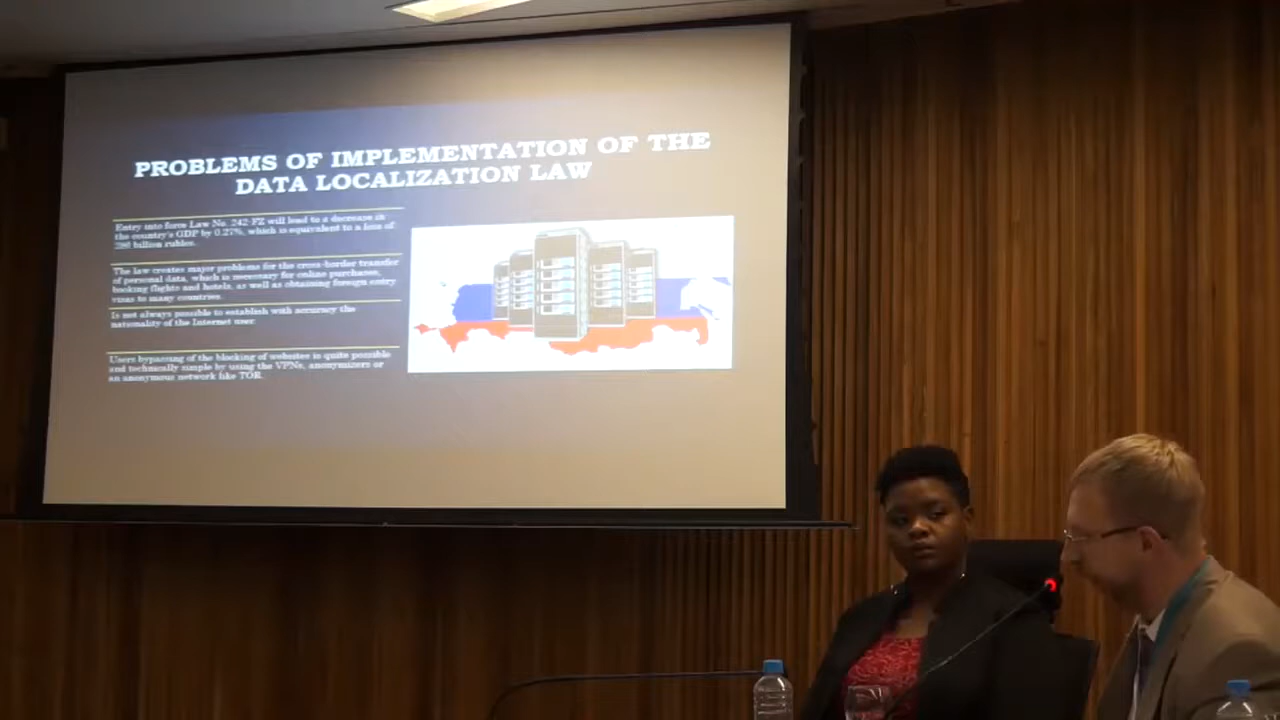 PROBLEMS OF IMPLEMENTATION OF THE
DATA LOCALIZATION LAW
Entry into force Law No. 242-FZ will lead to a decrease in
the country's GDP by 0.27%, which is equivalent to a loss of
286 billion rubles.
The law creates major problems for the cross-border transfer
of personal data, which is necessary for online purchases,
booking flights and hotels, as well as obtaining foreign entry
visas to many countries.
Is not always possible to establish with accuracy the
nationality of the Internet user.
Users bypassing of the blocking of websites is quite possible
and technically simple by using the VPNs, anonymizers or
an anonymous network like TOR.